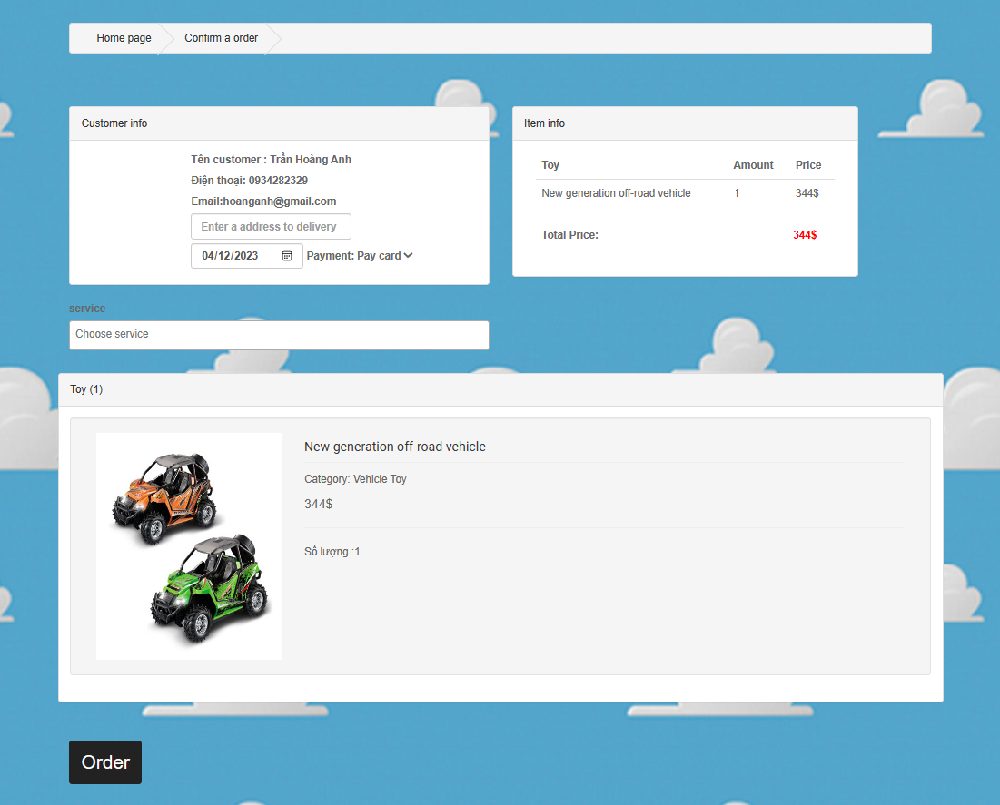 Home page
Confirm a order
Customer info
Tên customer : Trần Hoàng Anh
Điện thoại: 0934282329
Email:hoanganh@gmail.com
Enter a address to delivery
04/12/2023 Payment: Pay card
Item info
Toy Amount Price
New generation off-road vehicle 1 344$
Total Price: 344$
service
Choose service
Toy (1)
New generation off-road vehicle
Category: Vehicle Toy
344$
Số lượng :1
Order